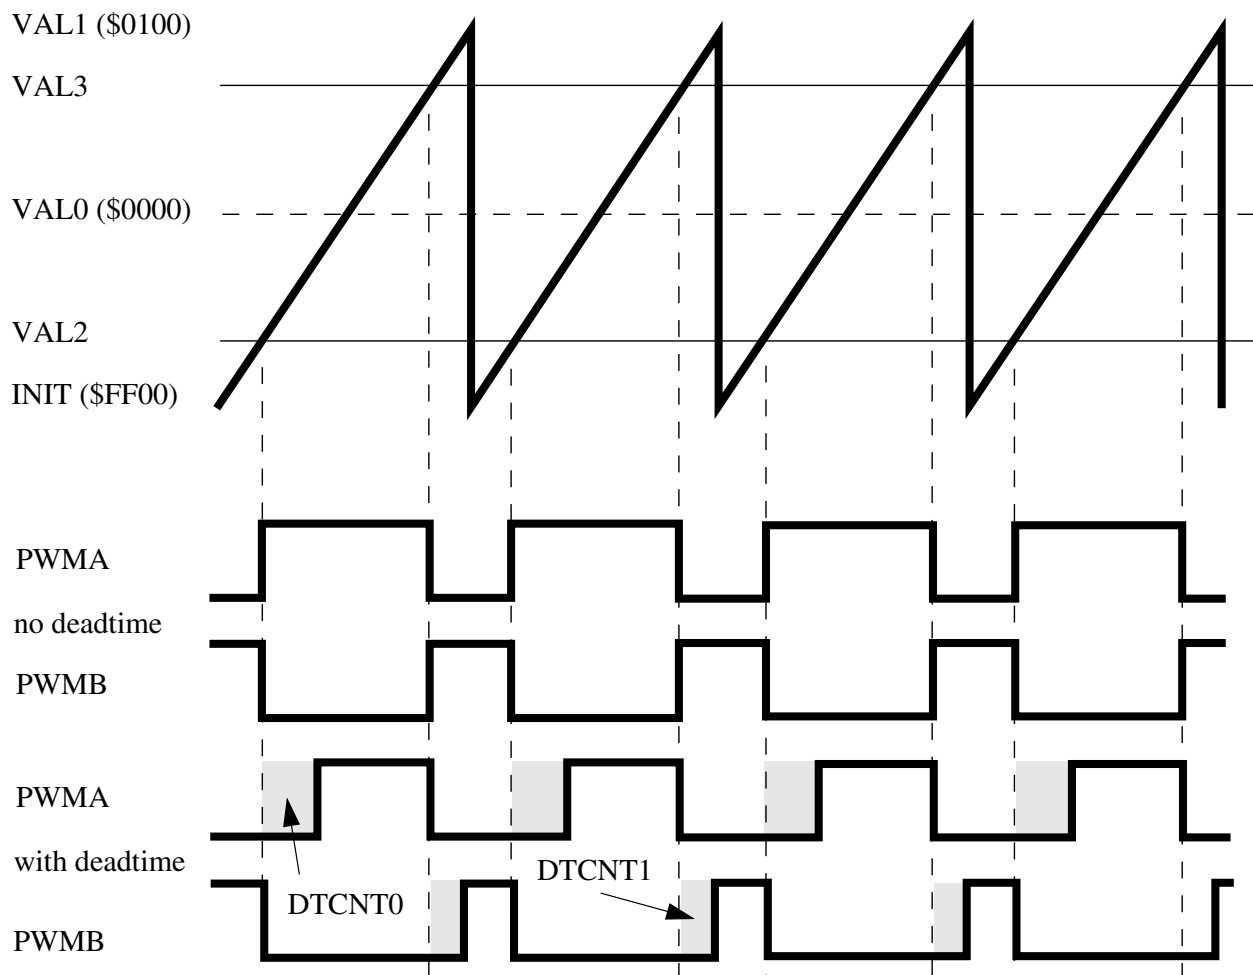 VAL1 ($0100)
VAL3
VAL0 ($0000)
VAL2
INIT ($FF00)
PWMA
no deadtime
PWMB
PWMA
with deadtime
DTCNT1
DTCNT0
PWMB